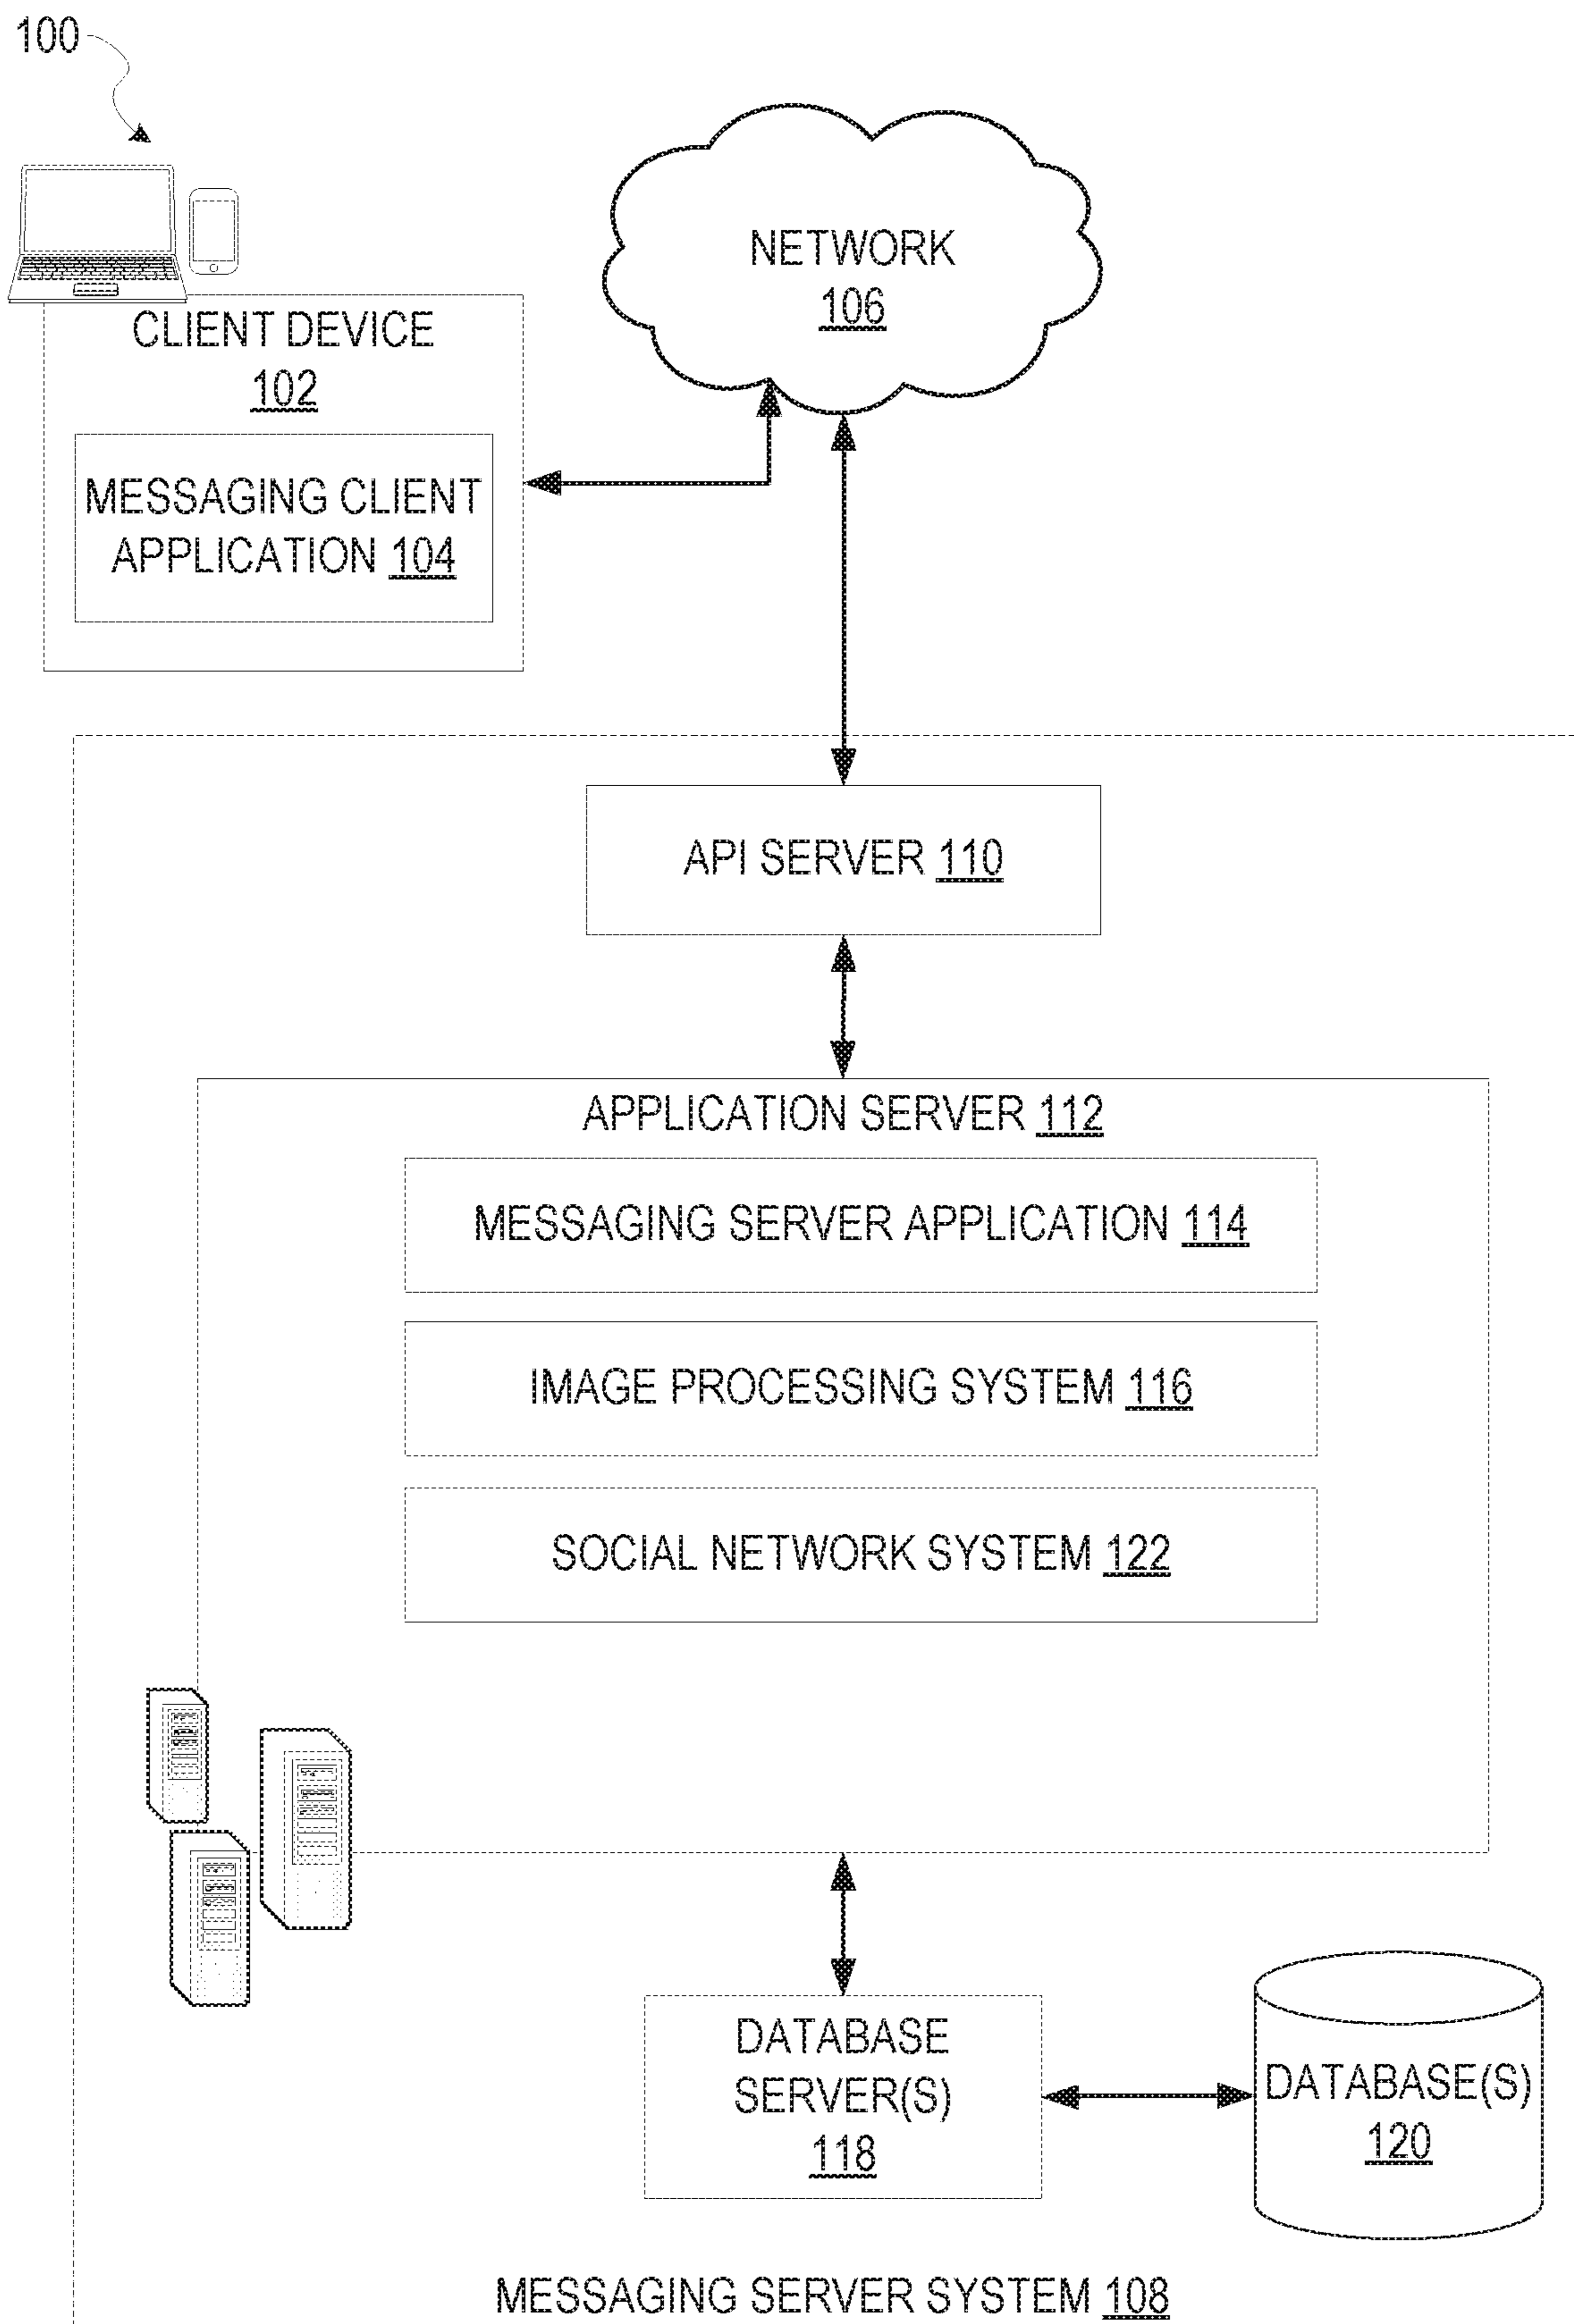 100
NETWORK
106
CLIENT DEVICE
102
MESSAGING CLIENT
APPLICATION 104
API SERVER 110
APPLICATION SERVER 112
MESSAGING SERVER APPLICATION 114
IMAGE PROCESSING SYSTEM 116
SOCIAL NETWORK SYSTEM 122
DATABASE
SERVER(S)
118
DATABASE(S)
120
MESSAGING SERVER SYSTEM 108